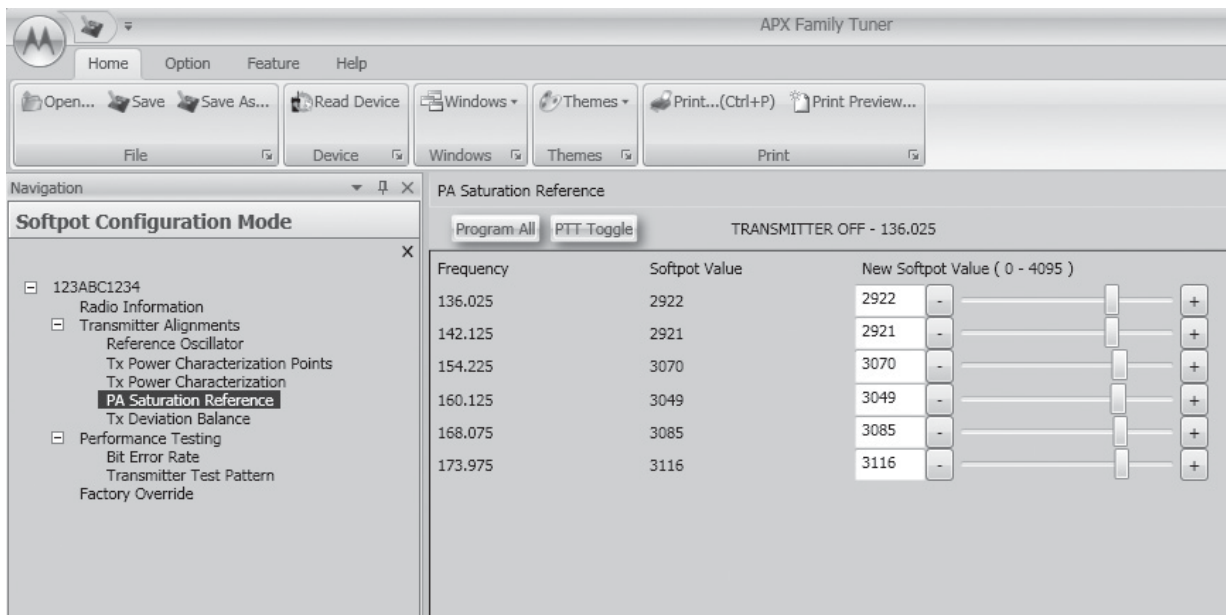 APX Family Tuner
Home Option Feature Help
Open... Save Save As... Read Device Windows Themes Print...(Ctrl+P) Print Preview...
File Device Windows Themes Print
Navigation
Softpot Configuration Mode
123ABC1234
Radio Information
Transmitter Alignments
Reference Oscillator
Tx Power Characterization Points
Tx Power Characterization
PA Saturation Reference
Tx Deviation Balance
Performance Testing
Bit Error Rate
Transmitter Test Pattern
Factory Override
PA Saturation Reference
Program All PTT Toggle TRANSMITTER OFF - 136.025
Frequency Softpot Value New Softpot Value ( 0 - 4095 )
136.025 2922 2922 - +
142.125 2921 2921 - +
154.225 3070 3070 - +
160.125 3049 3049 - +
168.075 3085 3085 - +
173.975 3116 3116 - +